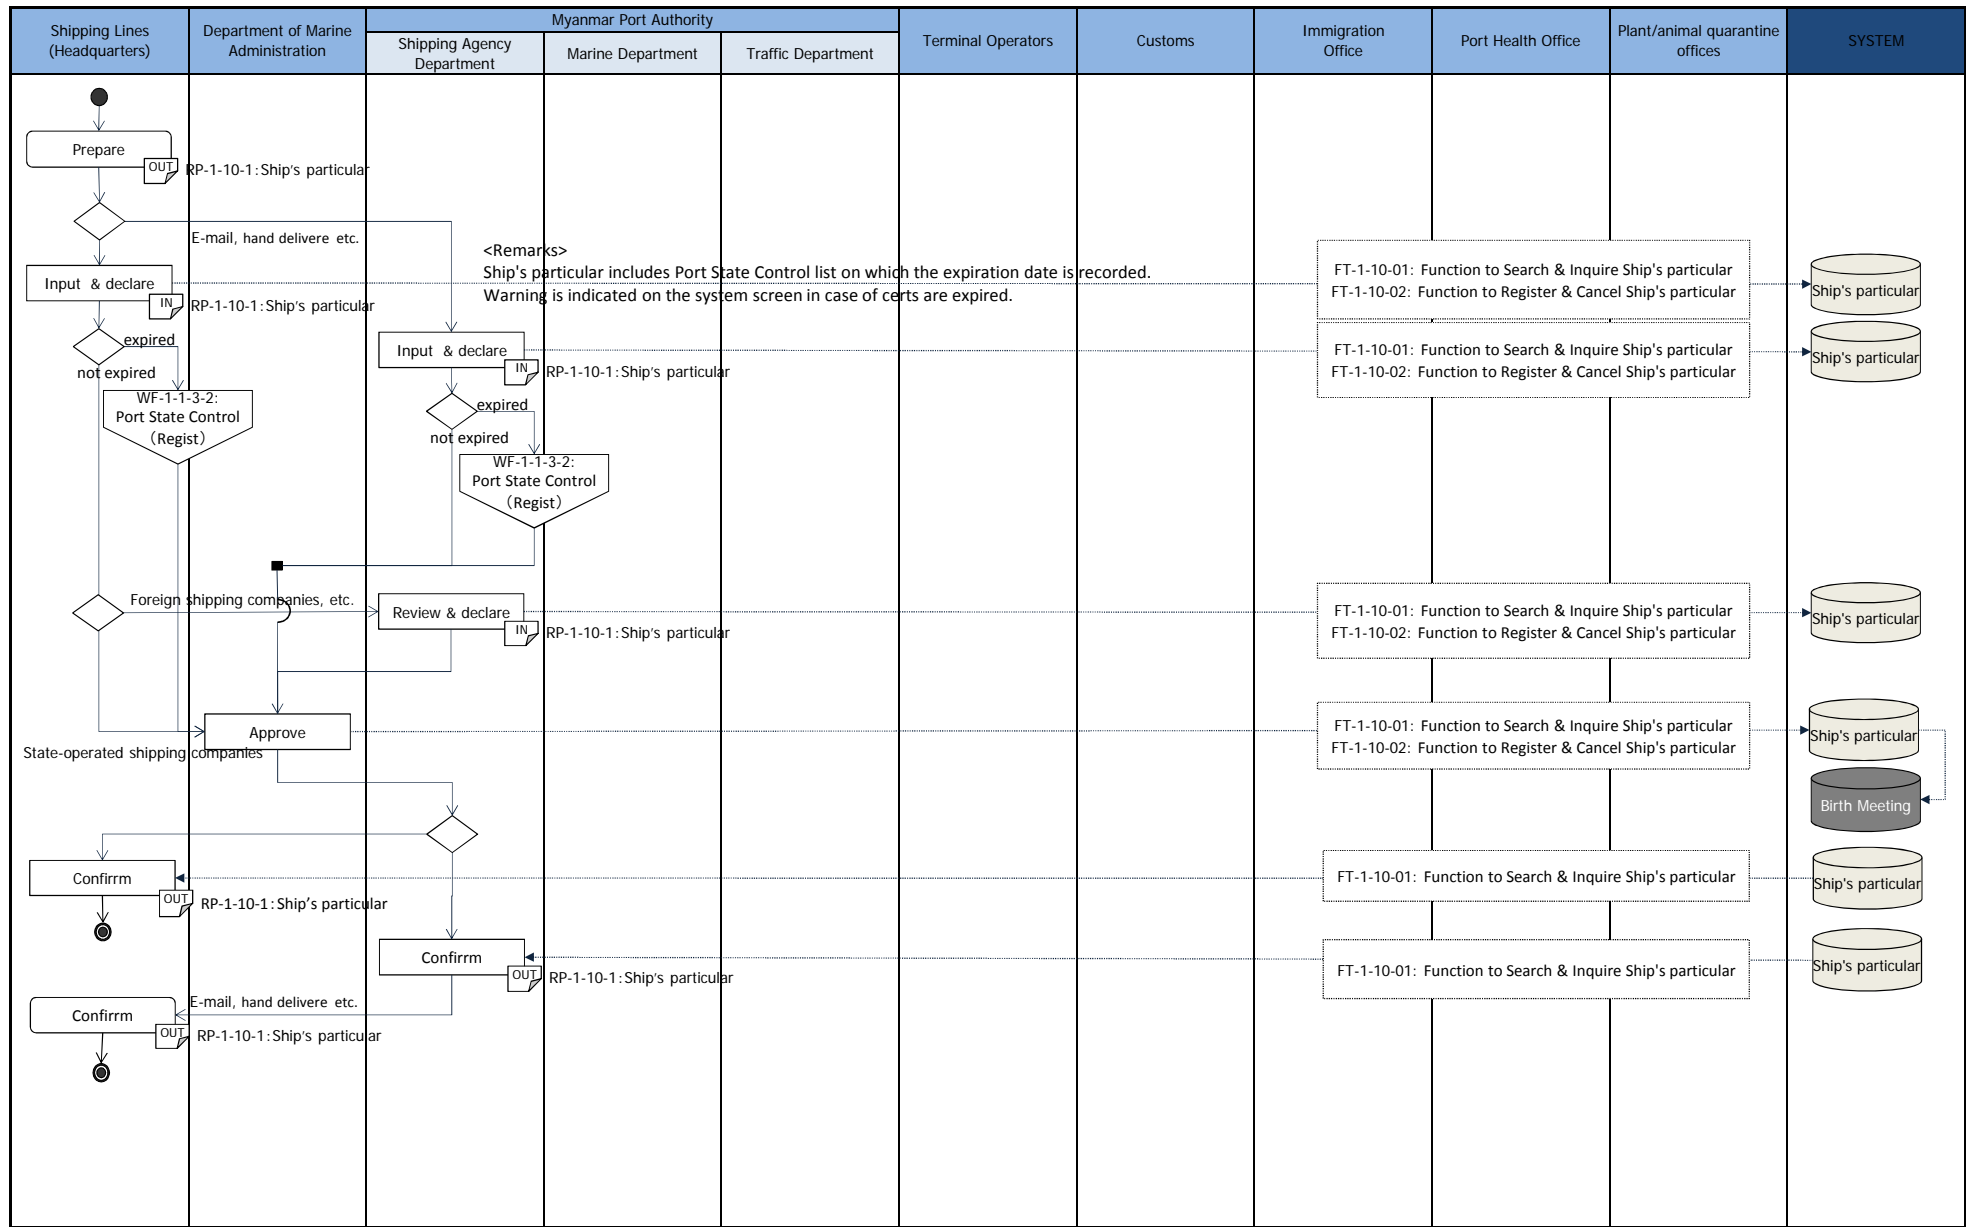 Shipping Lines
(Headquarters)
Department of Marine
Administration
Myanmar Port Authority
Shipping Agency
Department
Marine Department
Traffic Department
Terminal Operators
Customs
Immigration
Office
Port Health Office
Plant/animal quarantine
offices
SYSTEM
Prepare
OUT
RP-1-10-1:Ship's particular
E-mail, hand delivere etc.
<Remarks>
Ship's particular includes Port State Control list on which the expiration date is recorded.
Warning is indicated on the system screen in case of certs are expired.
Input & declare
IN
RP-1-10-1:Ship's particular
FT-1-10-01: Function to Search & Inquire Ship's particular
FT-1-10-02: Function to Register & Cancel Ship's particular
Ship's particular
expired
not expired
WF-1-1-3-2:
Port State Control
(Regist)
Input & declare
IN
RP-1-10-1:Ship's particular
FT-1-10-01: Function to Search & Inquire Ship's particular
FT-1-10-02: Function to Register & Cancel Ship's particular
Ship's particular
expired
not expired
WF-1-1-3-2:
Port State Control
(Regist)
Foreign shipping companies, etc.
Review & declare
IN
RP-1-10-1:Ship's particular
FT-1-10-01: Function to Search & Inquire Ship's particular
FT-1-10-02: Function to Register & Cancel Ship's particular
Ship's particular
Approve
State-operated shipping companies
FT-1-10-01: Function to Search & Inquire Ship's particular
FT-1-10-02: Function to Register & Cancel Ship's particular
Ship's particular
Birth Meeting
Confirrm
OUT
RP-1-10-1:Ship's particular
FT-1-10-01: Function to Search & Inquire Ship's particular
Ship's particular
Confirrm
OUT
RP-1-10-1:Ship's particular
FT-1-10-01: Function to Search & Inquire Ship's particular
Ship's particular
E-mail, hand delivere etc.
Confirrm
OUT
RP-1-10-1:Ship's particular